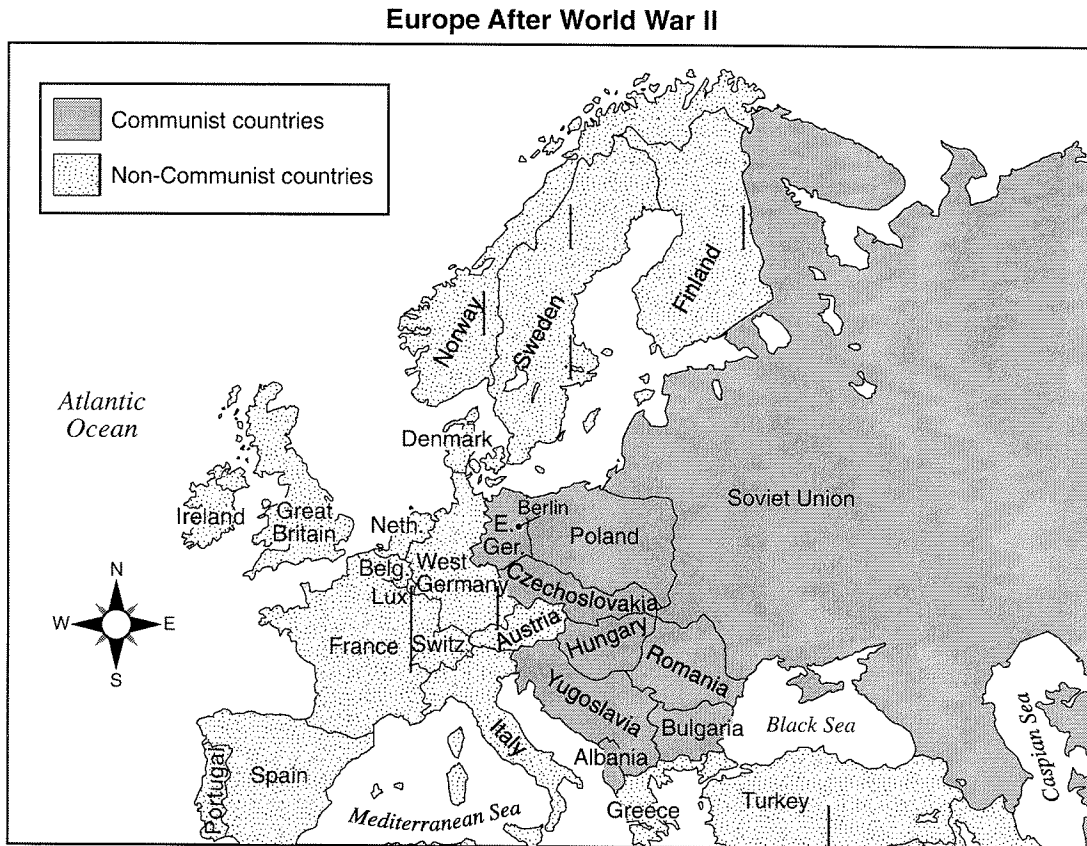 Europe After World War II
Communist countries
Non-Communist countries
Norway
Sweden
Finland
Atlantic
Ocean
Denmark
Soviet Union
Ireland
Great
Britain
Neth.
Berlin
E.
Ger.
Poland
Belg.
West
Germany
Lux.
Czechoslovakia
N
W
E
S
France
Switz.
Austria
Hungary
Romania
Yugoslavia
Italy
Bulgaria
Black Sea
Caspian Sea
Albania
Portugal
Spain
Mediterranean Sea
Greece
Turkey